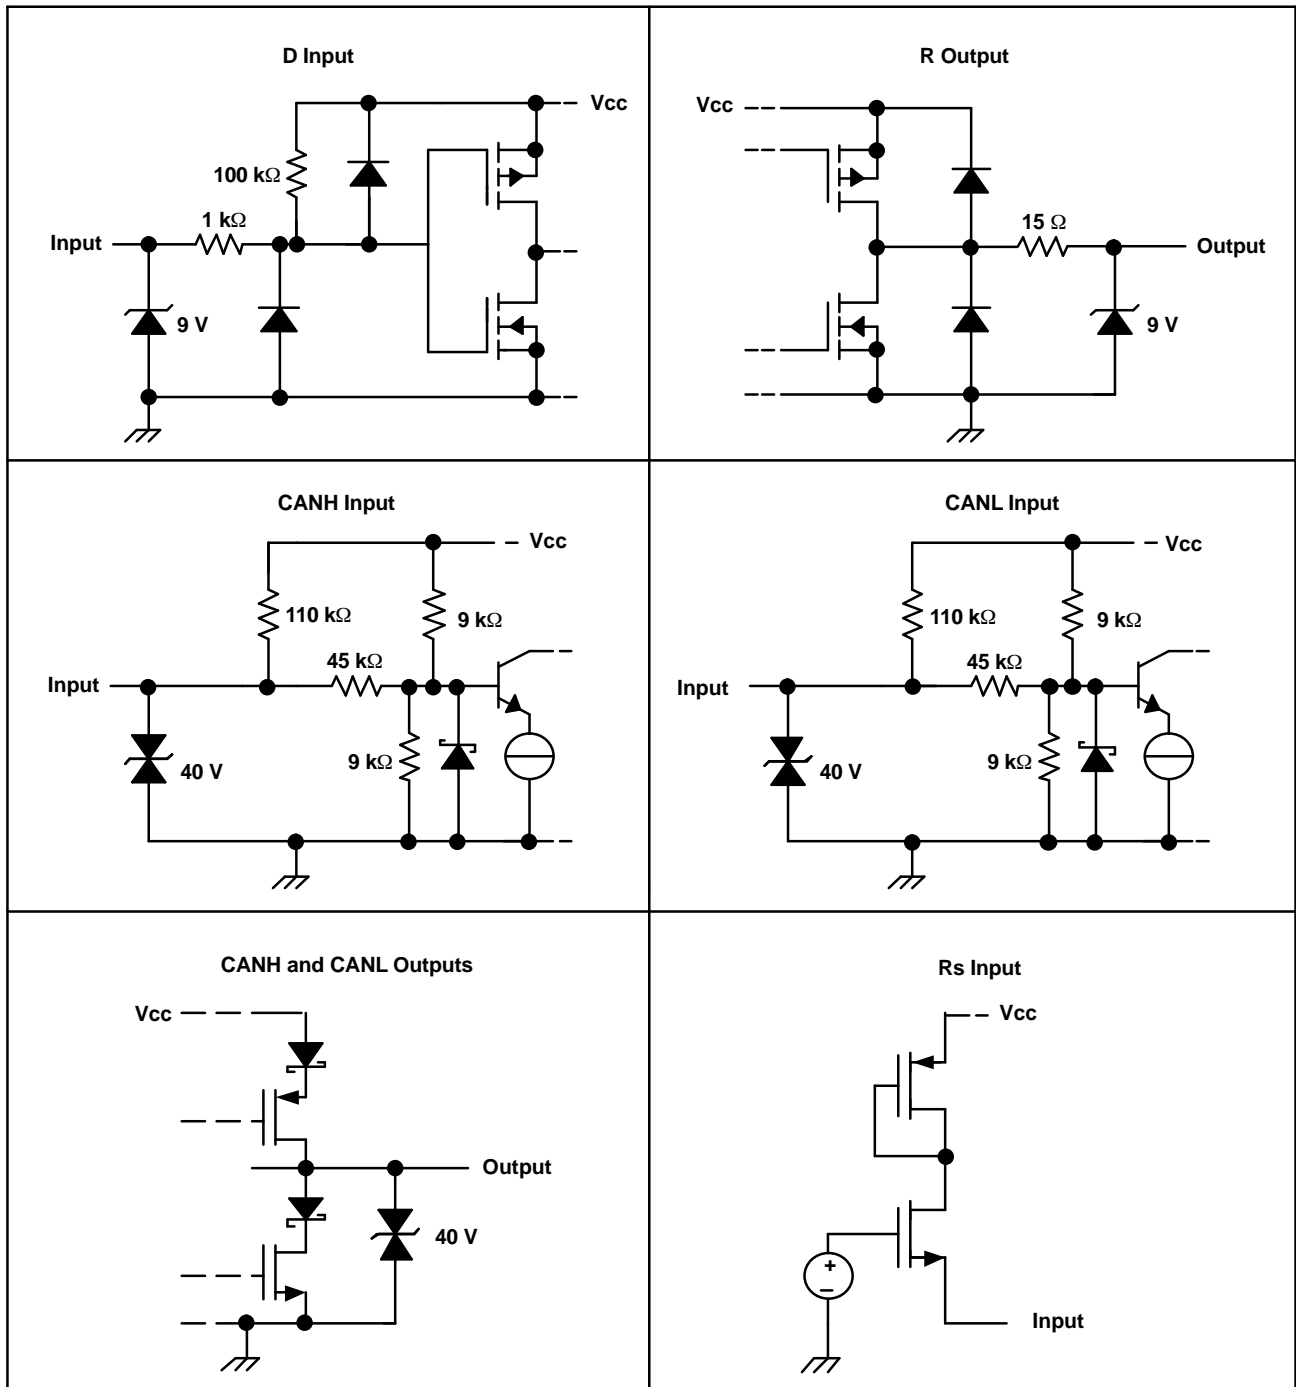 D Input
Vcc
100 kΩ
1 kΩ
Input
9 V
R Output
Vcc
15 Ω
Output
9 V
CANH Input
Vcc
110 kΩ
9 kΩ
45 kΩ
Input
9 kΩ
40 V
CANL Input
Vcc
110 kΩ
9 kΩ
45 kΩ
Input
9 kΩ
40 V
CANH and CANL Outputs
Vcc
Output
40 V
Rs Input
Vcc
+
−
Input